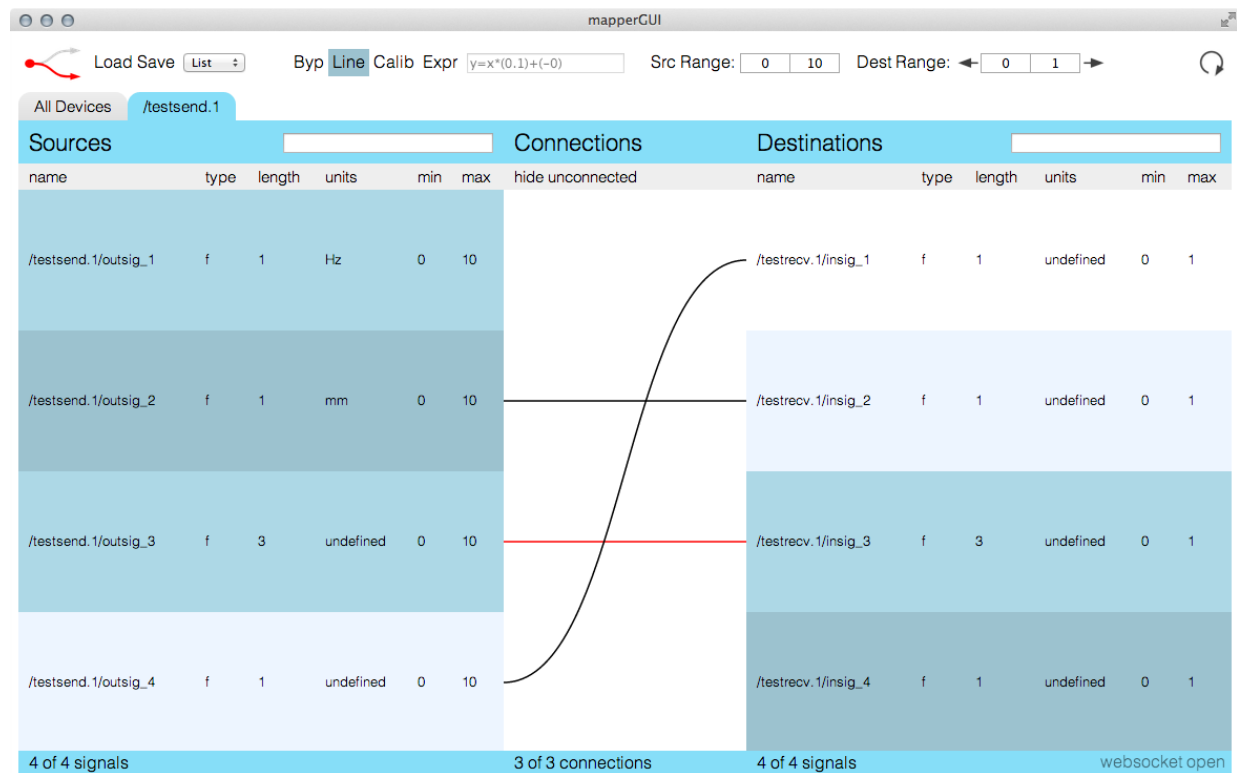 mapperGUI
Load Save List Byp Line Calib Expr y=x*(0.1)+(-0) Src Range: 0 10 Dest Range: 0 1
All Devices /testsend.1
Sources Connections Destinations
name type length units min max hide unconnected name type length units min max
/testsend.1/outsig_1 f 1 Hz 0 10 /testrecv.1/insig_1 f 1 undefined 0 1
/testsend.1/outsig_2 f 1 mm 0 10 /testrecv.1/insig_2 f 1 undefined 0 1
/testsend.1/outsig_3 f 3 undefined 0 10 /testrecv.1/insig_3 f 3 undefined 0 1
/testsend.1/outsig_4 f 1 undefined 0 10 /testrecv.1/insig_4 f 1 undefined 0 1
4 of 4 signals 3 of 3 connections 4 of 4 signals websocket open